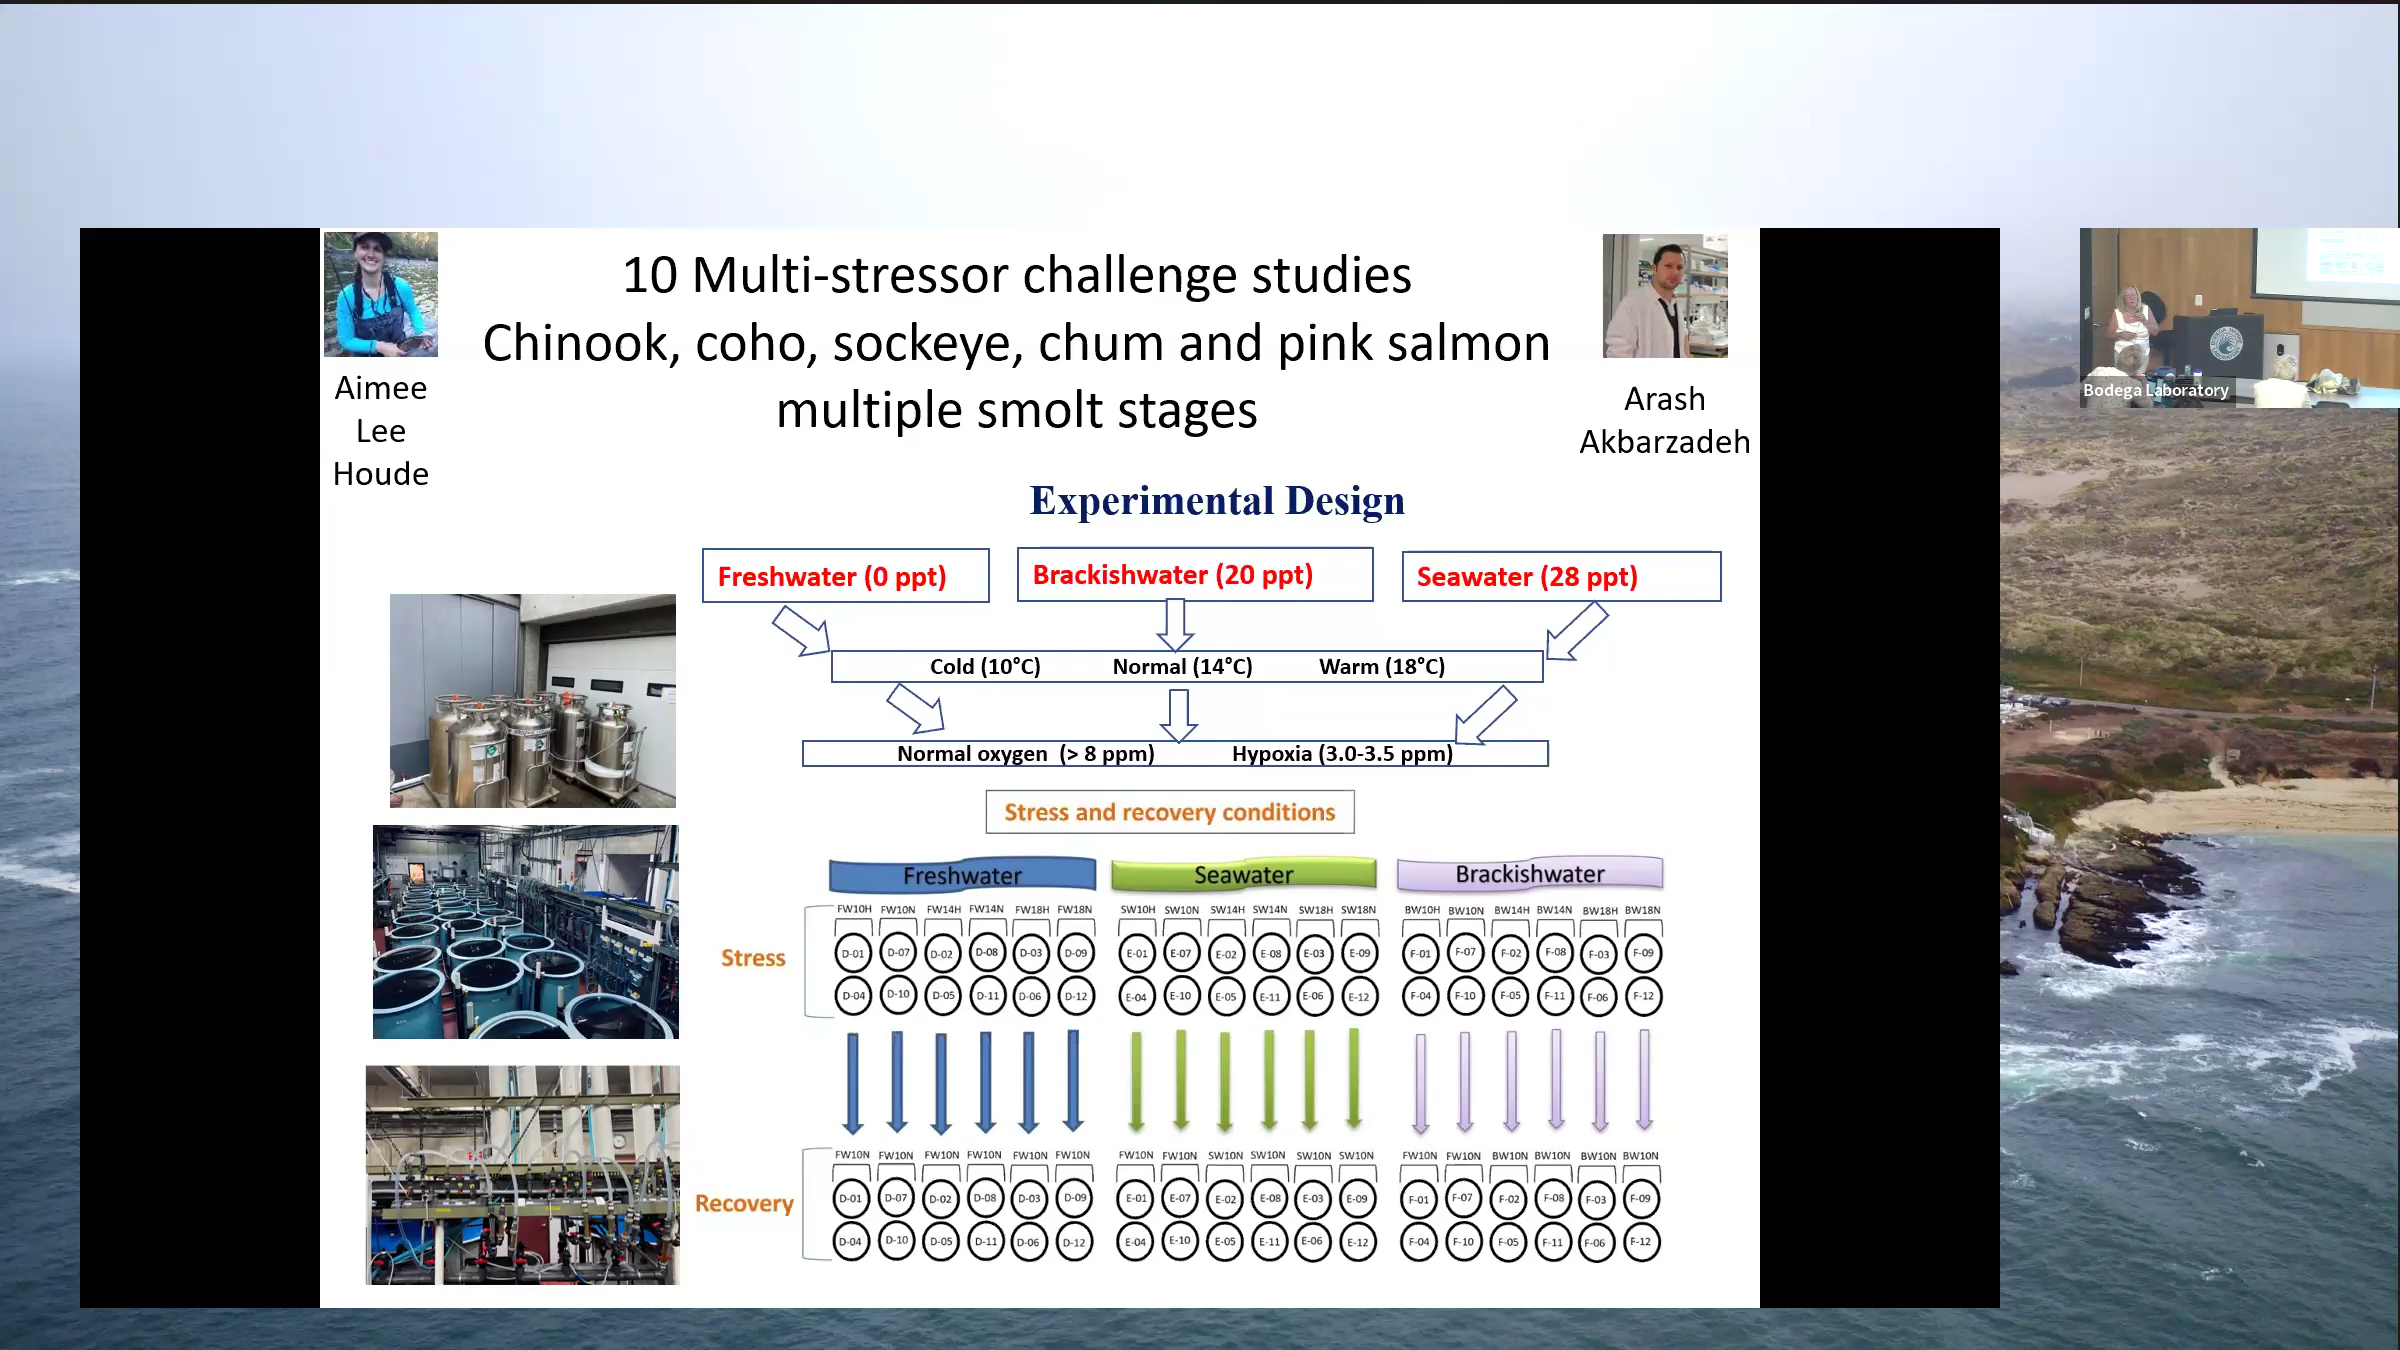 10 Multi-stressor challenge studies
Chinook, coho, sockeye, chum and pink salmon
multiple smolt stages
Aimee
Lee
Houde
Arash
Akbarzadeh
Bodega Laboratory
Experimental Design
Freshwater (0 ppt)
Brackishwater (20 ppt)
Seawater (28 ppt)
Cold (10°C) Normal (14°C) Warm (18°C)
Normal oxygen (> 8 ppm) Hypoxia (3.0-3.5 ppm)
Stress and recovery conditions
Freshwater Seawater Brackishwater
FW10H FW10N FW14H FW14N FW18H FW18N SW10H SW10N SW14H SW14N SW18H SW18N BW10H BW10N BW14H BW14N BW18H BW18N
Stress
D-01 D-07 D-02 D-08 D-03 D-09 E-01 E-07 E-02 E-08 E-03 E-09 F-01 F-07 F-02 F-08 F-03 F-09
D-04 D-10 D-05 D-11 D-06 D-12 E-04 E-10 E-05 E-11 E-06 E-12 F-04 F-10 F-05 F-11 F-06 F-12
FW10N FW10N FW10N FW10N FW10N FW10N FW10N FW10N SW10N SW10N SW10N SW10N FW10N FW10N BW10N BW10N BW10N BW10N
Recovery
D-01 D-07 D-02 D-08 D-03 D-09 E-01 E-07 E-02 E-08 E-03 E-09 F-01 F-07 F-02 F-08 F-03 F-09
D-04 D-10 D-05 D-11 D-06 D-12 E-04 E-10 E-05 E-11 E-06 E-12 F-04 F-10 F-05 F-11 F-06 F-12